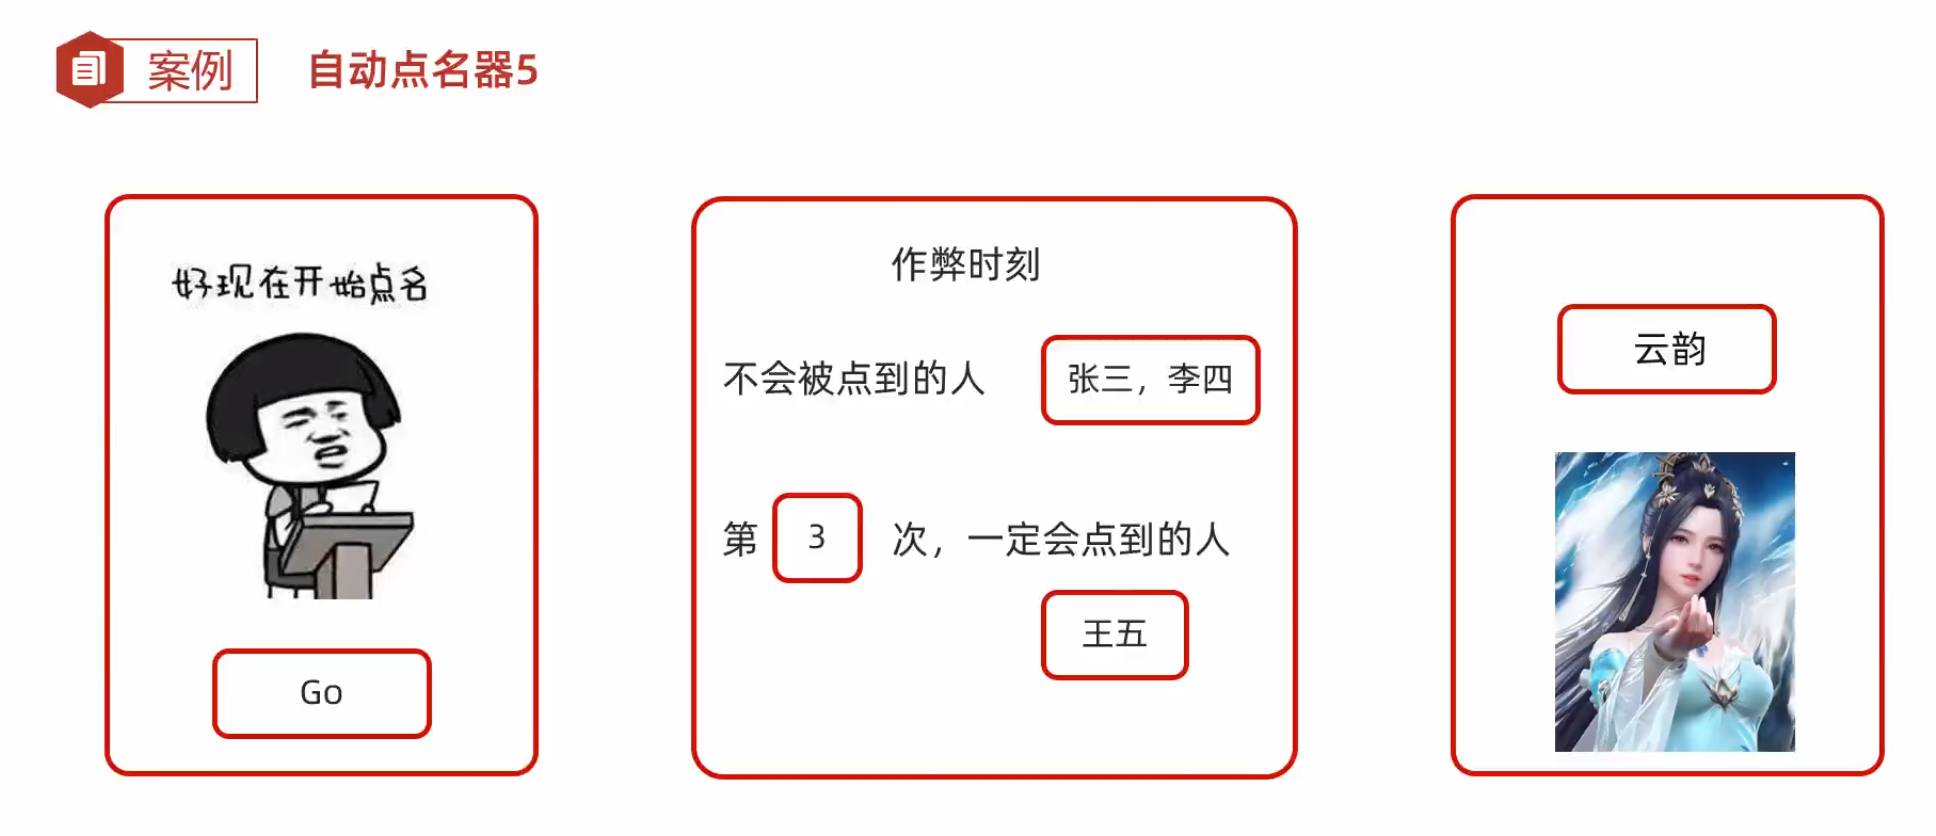 案例
自动点名器5
好现在开始点名
Go
作弊时刻
不会被点到的人 张三，李四
第 3 次，一定会点到的人
王五
云韵